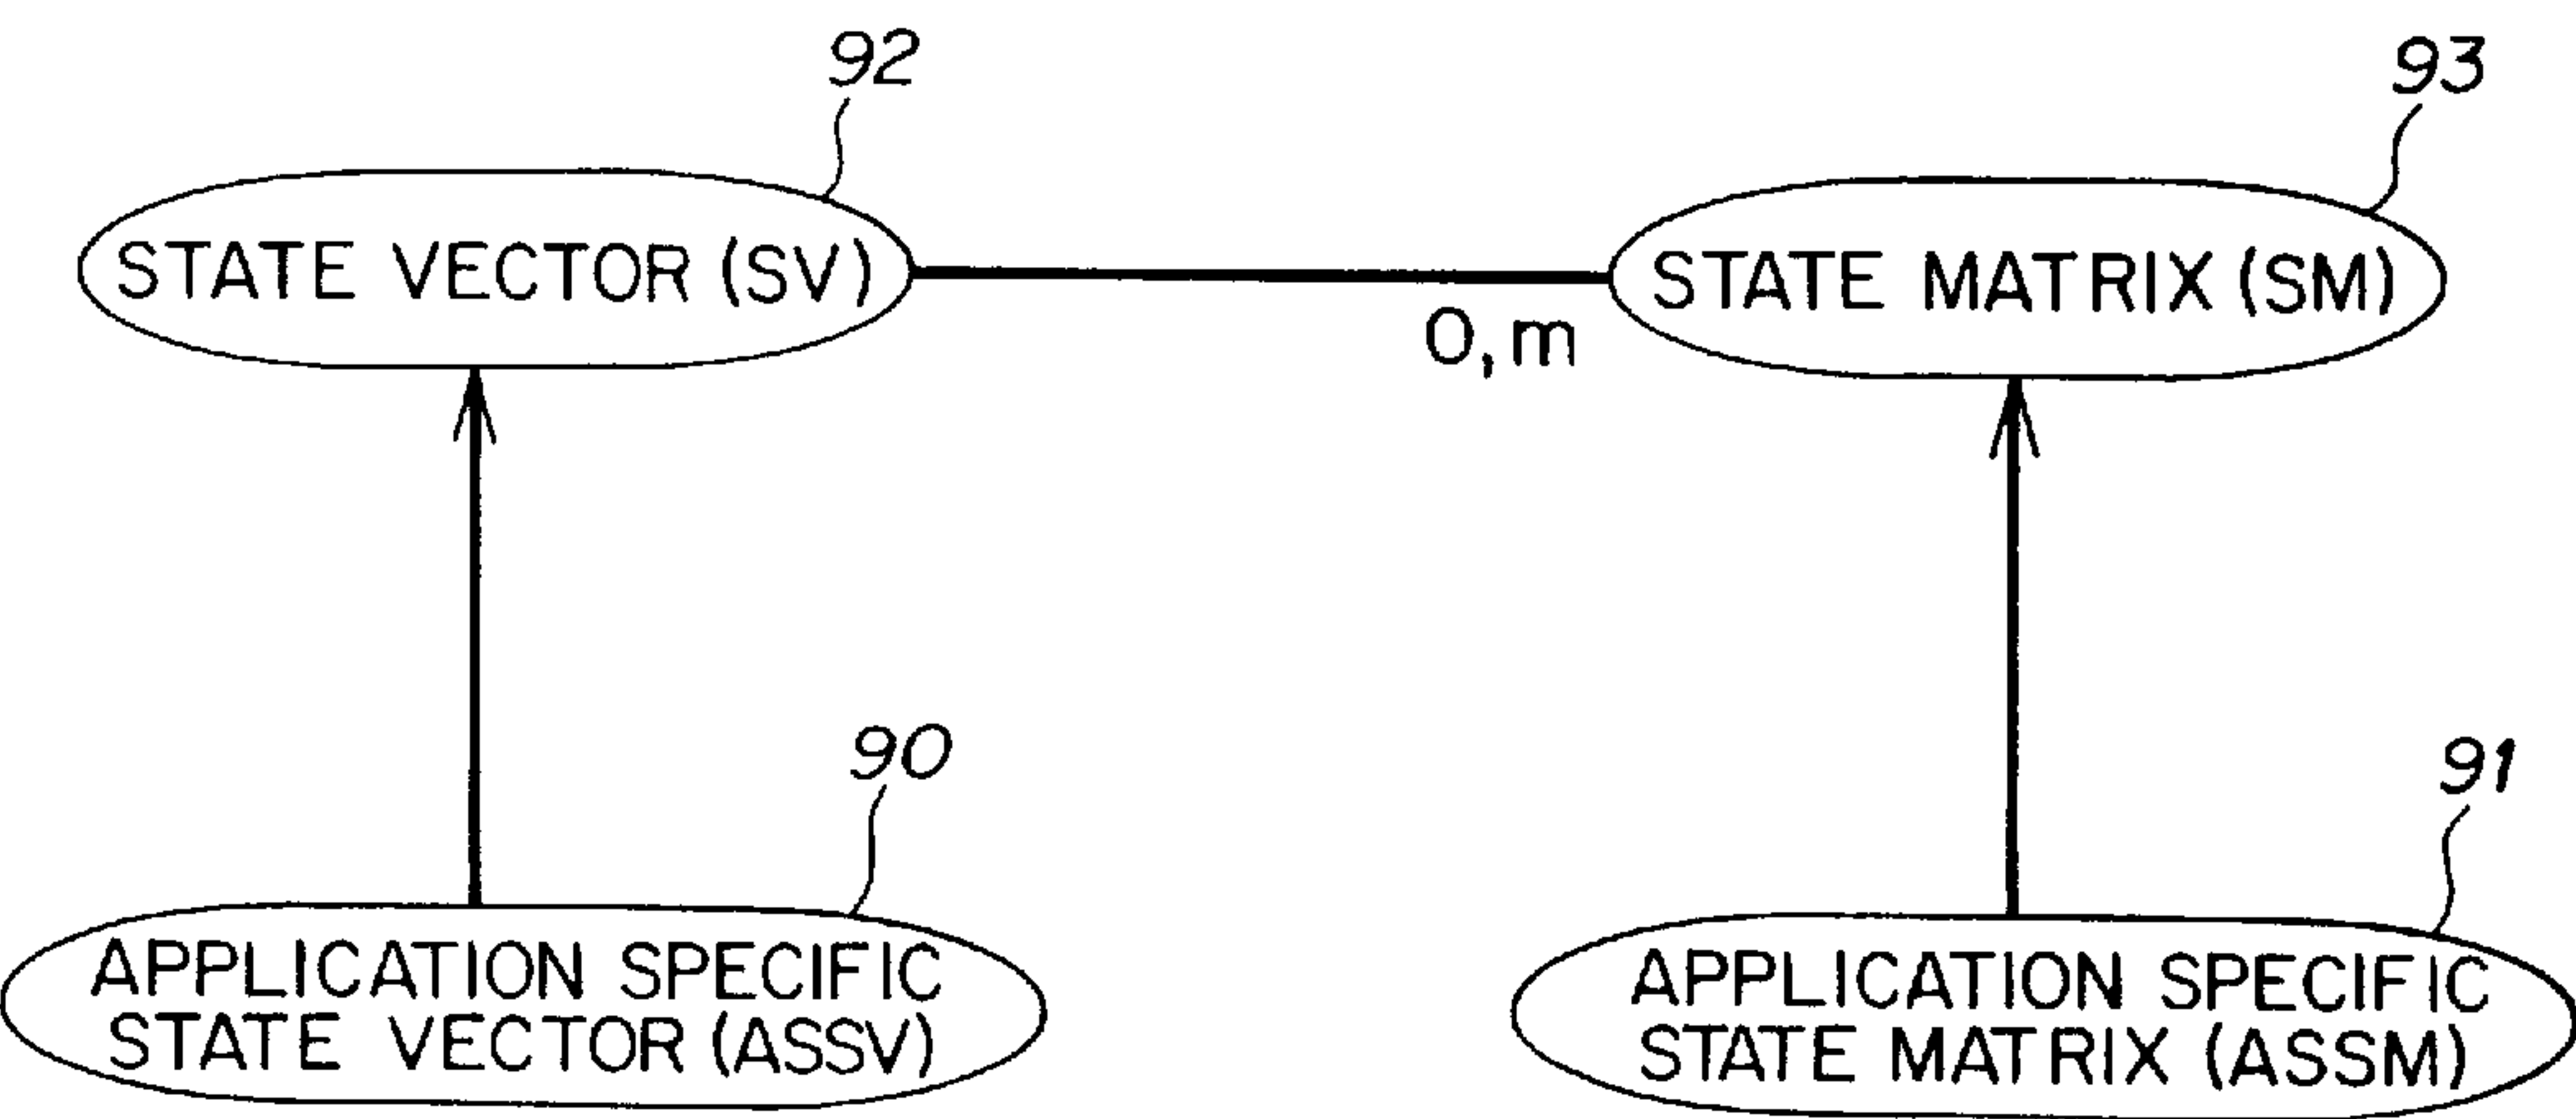 92
93
STATE VECTOR (SV)
STATE MATRIX (SM)
0,m
90
91
APPLICATION SPECIFIC
STATE VECTOR (ASSV)
APPLICATION SPECIFIC
STATE MATRIX (ASSM)